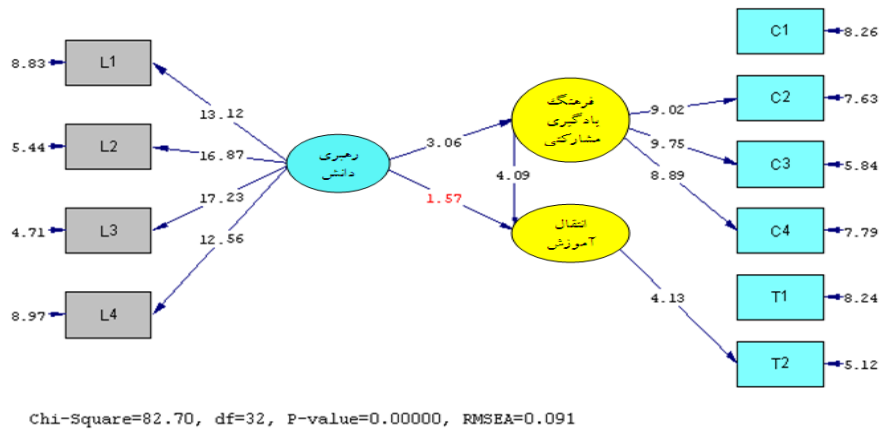 C1
8.26
8.83
L1
C2
7.63
13.12
فرهنگ
یادگیری
مشارکتی
9.02
3.06
5.44
L2
16.87
رهبری
دانش
9.75
C3
5.84
4.09
8.89
1.57
17.23
4.71
L3
انتقال
آموزش
C4
7.79
12.56
T1
8.24
4.13
8.97
L4
T2
5.12
Chi-Square=82.70, df=32, P-value=0.00000, RMSEA=0.091